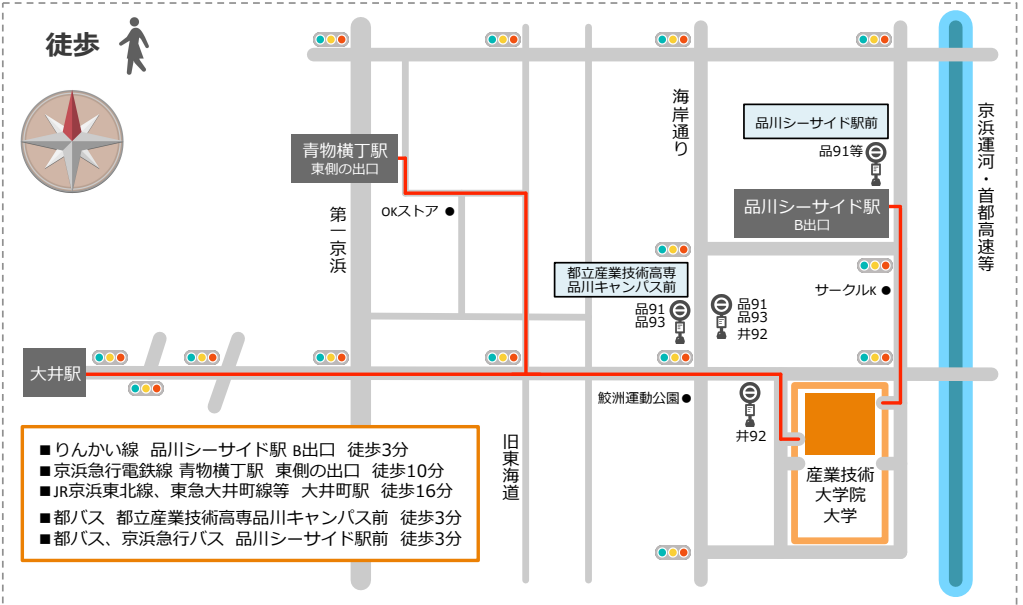 徒歩
海岸通り
京浜運河・首都高速等
品川シーサイド駅前
品91等
青物横丁駅
東側の出口
第一京浜
OKストア
品川シーサイド駅
B出口
都立産業技術高専
品川キャンパス前
品91
品93
品91
品93
井92
サークルK
大井駅
鮫洲運動公園
井92
旧東海道
産業技術
大学院
大学
■りんかい線 品川シーサイド駅 B出口 徒歩3分
■京浜急行電鉄線 青物横丁駅 東側の出口 徒歩10分
■JR京浜東北線、東急大井町線等 大井町駅 徒歩16分
■都バス 都立産業技術高専品川キャンパス前 徒歩3分
■都バス、京浜急行バス 品川シーサイド駅前 徒歩3分